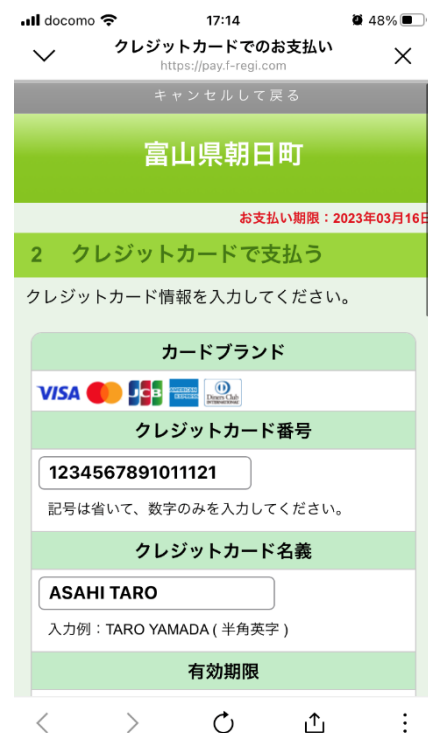 docomo 17:14 48%
クレジットカードでのお支払い
https://pay.f-regi.com
キャンセルして戻る
富山県朝日町
お支払い期限：2023年03月16日
2 クレジットカードで支払う
クレジットカード情報を入力してください。
カードブランド
VISA JCB AMERICAN EXPRESS Diners Club INTERNATIONAL
クレジットカード番号
1234567891011121
記号は省いて、数字のみを入力してください。
クレジットカード名義
ASAHI TARO
入力例：TARO YAMADA ( 半角英字 )
有効期限